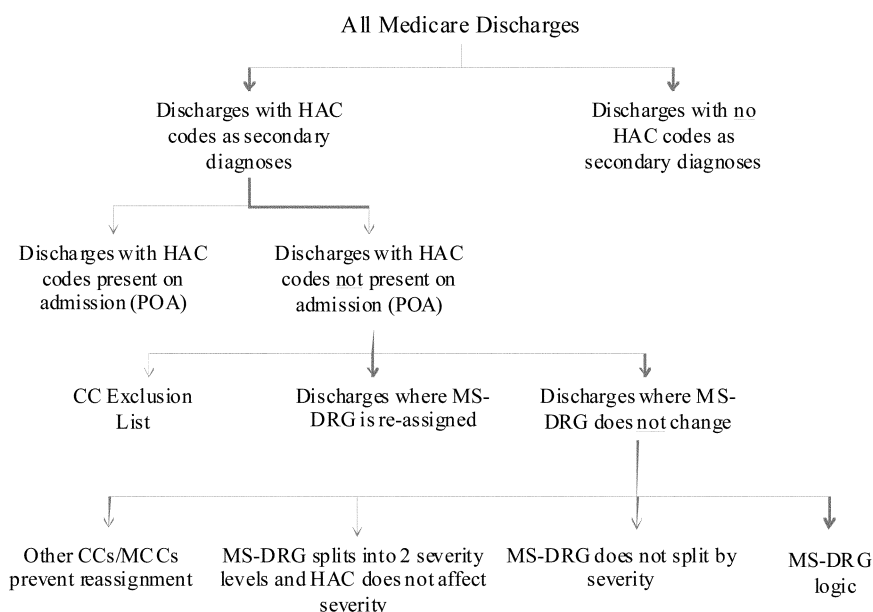 All Medicare Discharges
Discharges with HAC
codes as secondary
diagnoses
Discharges with no
HAC codes as
secondary diagnoses
Discharges with HAC
codes present on
admission (POA)
Discharges with HAC
codes not present on
admission (POA)
CC Exclusion
List
Discharges where MS-
DRG is re-assigned
Discharges where MS-
DRG does not change
Other CCs/MCCs
prevent reassignment
MS-DRG splits into 2 severity
levels and HAC does not affect
severity
MS-DRG does not split by
severity
MS-DRG
logic